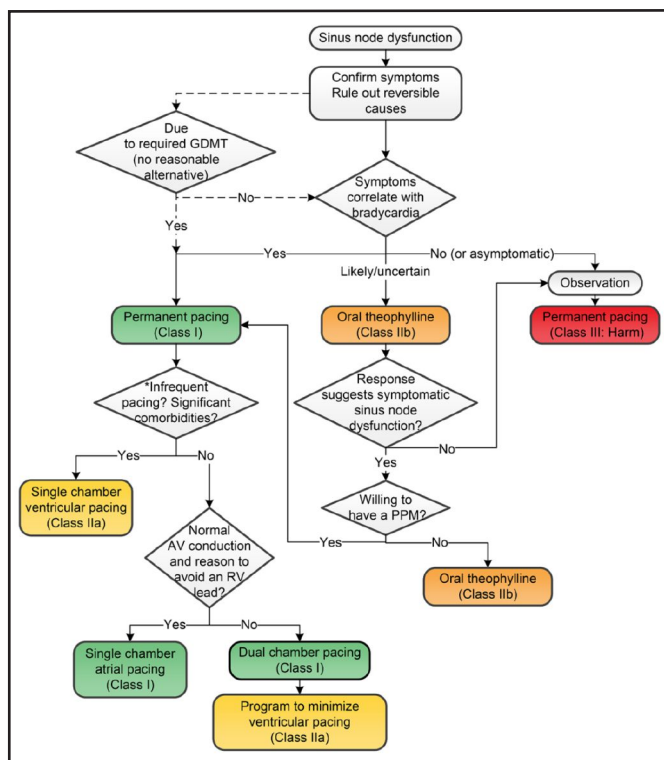 Sinus node dysfunction
Confirm symptoms
Rule out reversible
causes
Due
to required GDMT
(no reasonable
alternative)
No
Symptoms
correlate with
bradycardia
Yes
Yes
No (or asymptomatic)
Likely/uncertain
Observation
Permanent pacing
(Class I)
Oral theophylline
(Class IIb)
Permanent pacing
(Class III: Harm)
*Infrequent
pacing? Significant
comorbidities?
Response
suggests symptomatic
sinus node
dysfunction?
Yes
No
No
Yes
Single chamber
ventricular pacing
(Class IIa)
Willing to
have a PPM?
Normal
AV conduction
and reason to
avoid an RV
lead?
Yes
No
Oral theophylline
(Class IIb)
Yes
No
Single chamber
atrial pacing
(Class I)
Dual chamber pacing
(Class I)
Program to minimize
ventricular pacing
(Class IIa)